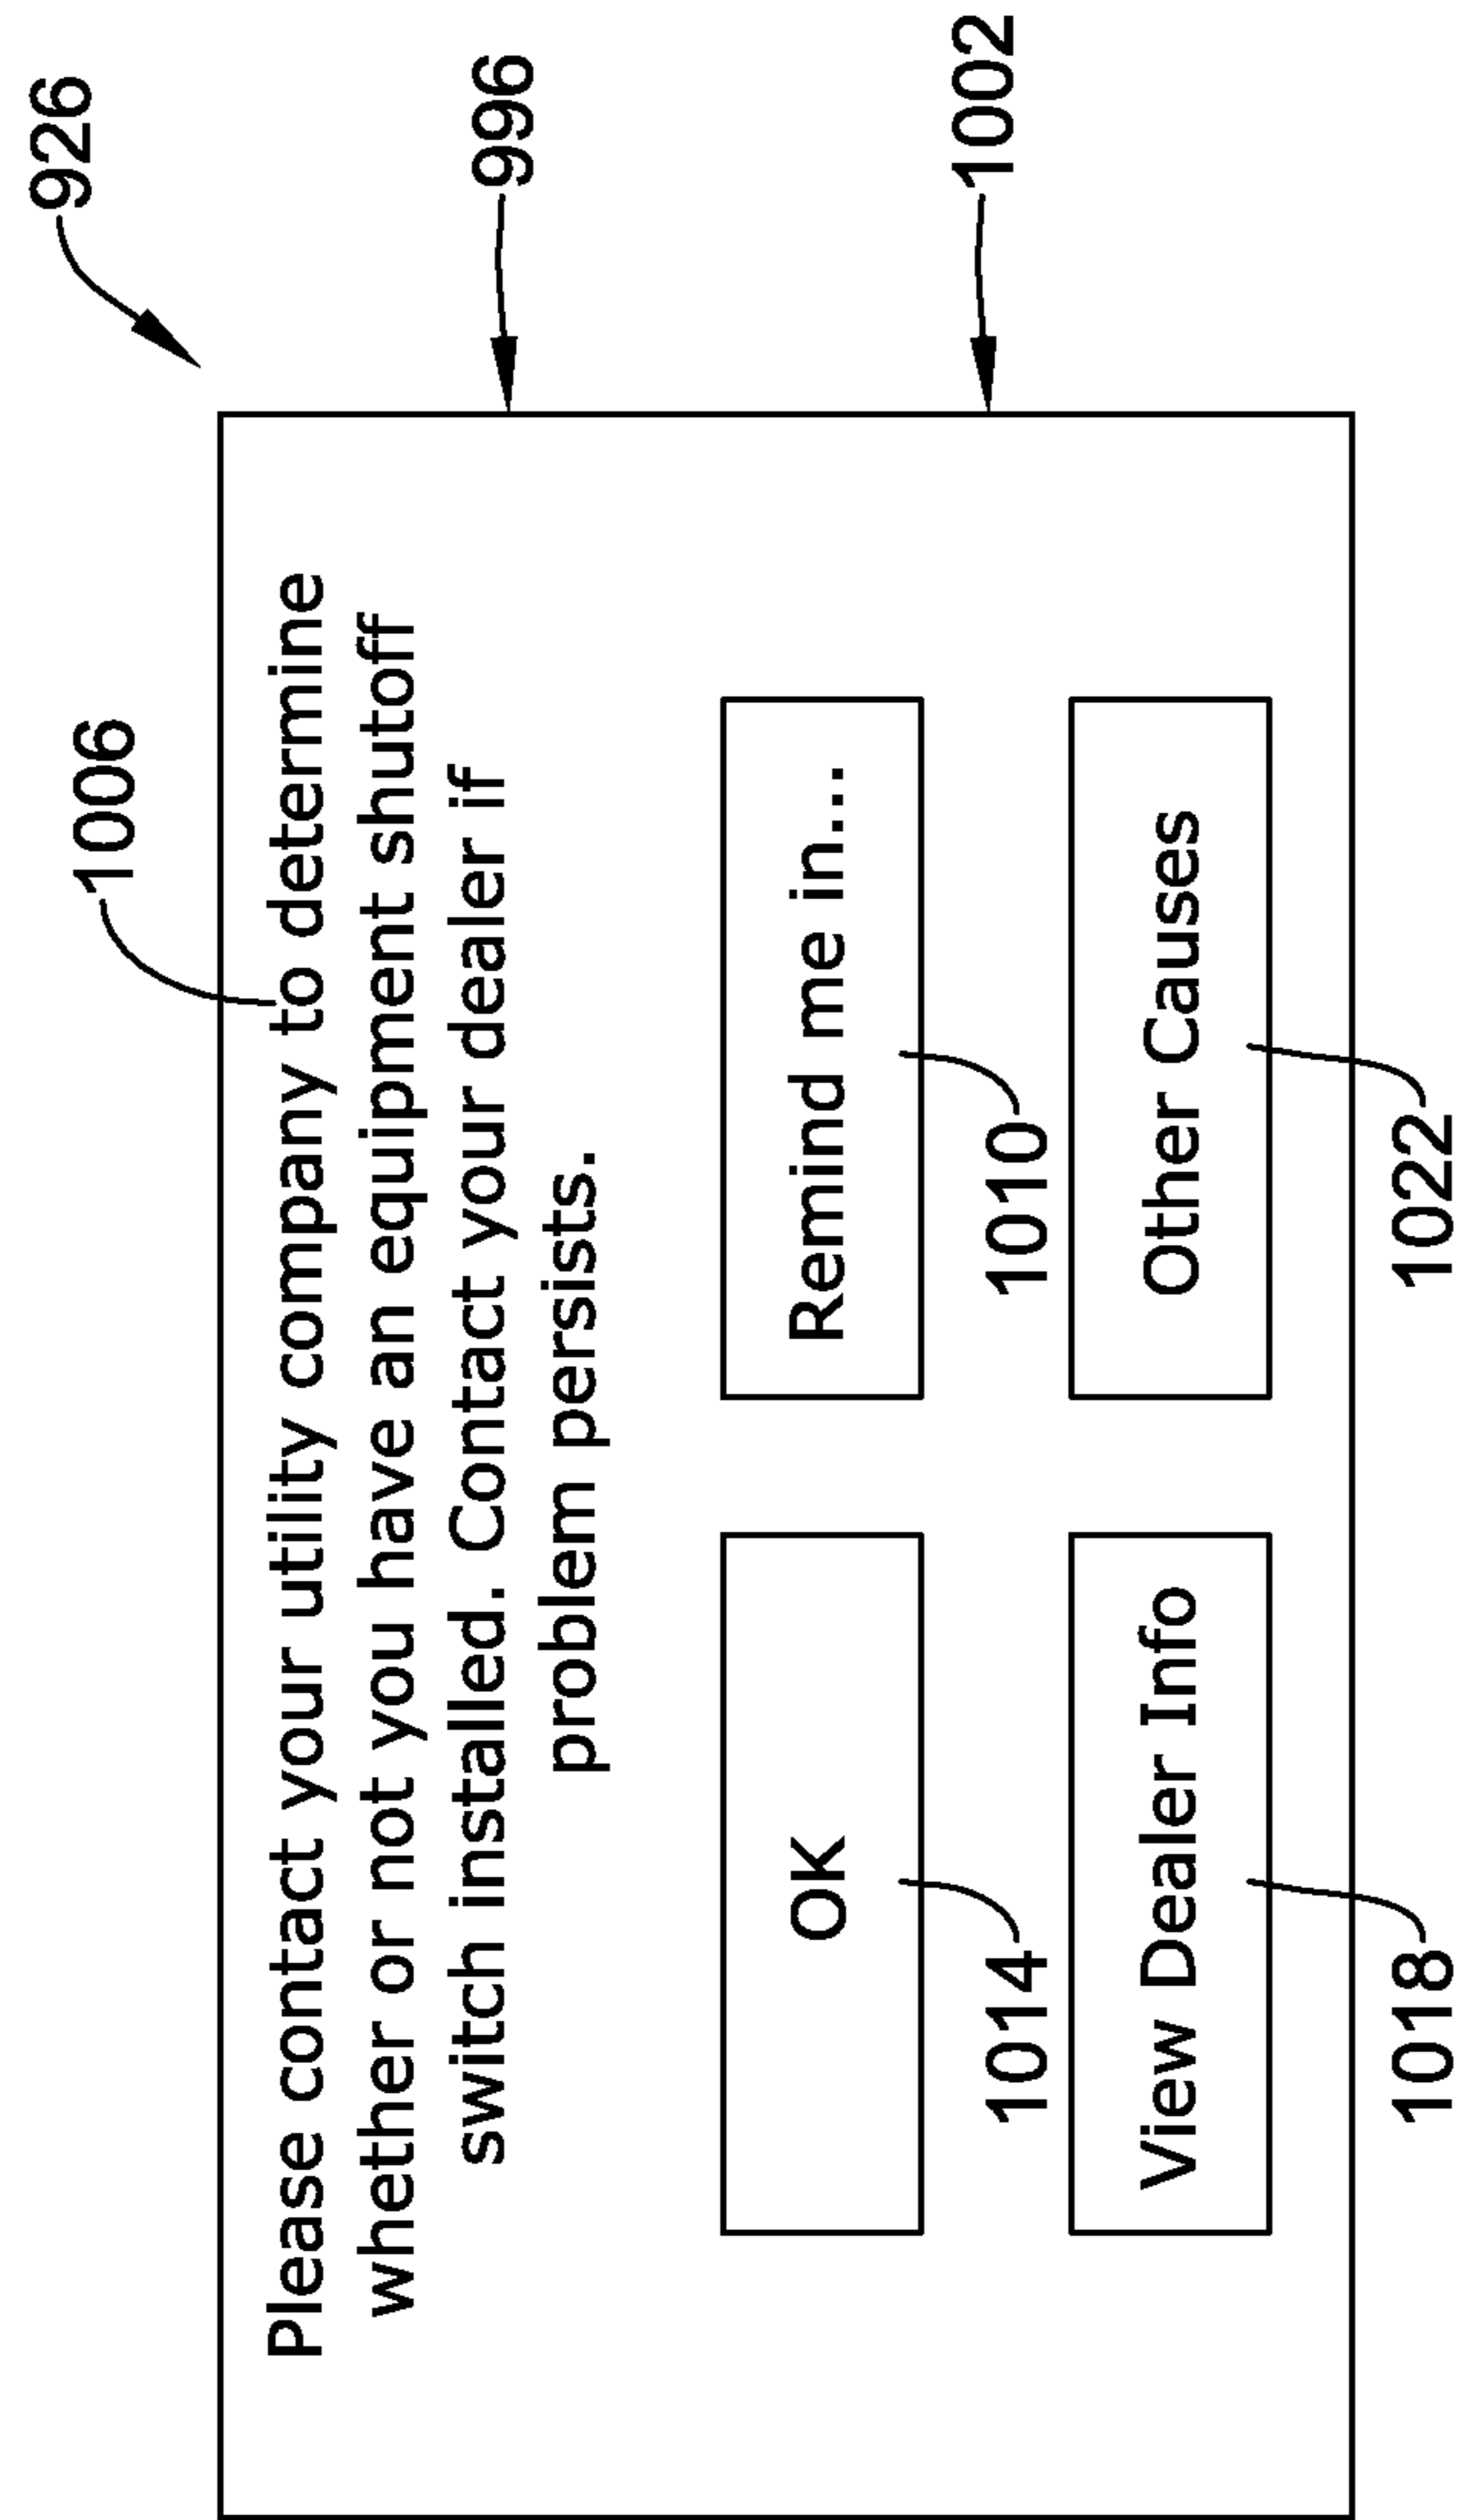 926
996
1002
1006
Please contact your utility company to determine
whether or not you have an equipment shutoff
switch installed. Contact your dealer if
problem persists.
OK
Remind me in...
1014
1010
View Dealer Info
Other Causes
1018
1022